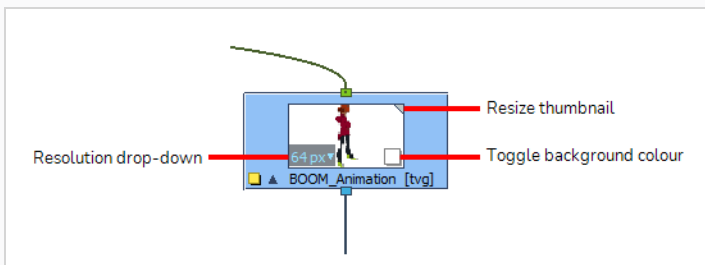 Resize thumbnail
Resolution drop-down
64 px
Toggle background colour
BOOM_Animation [tvg]